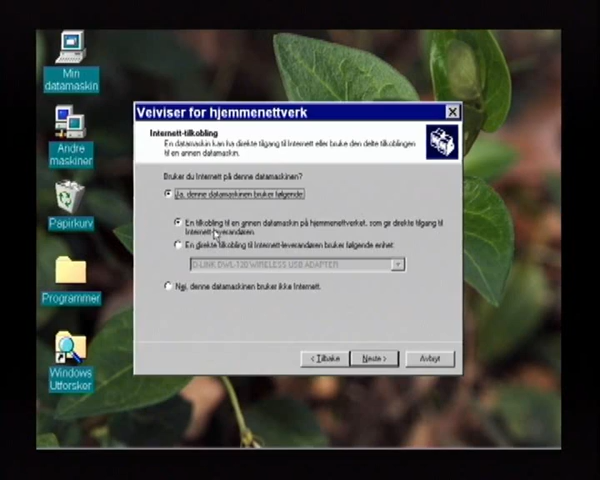 Min
datamaskin
Andre
maskiner
Papirkurv
Programmer
Windows
Utforsker
Veiviser for hjemmenettverk
Internett-tilkobling
En datamaskin kan ha direkte tilgang til Internett eller bruke den delte tilkoblingen
til en annen datamaskin.
Bruker du Internett på denne datamaskinen?
Ja, denne datamaskinen bruker følgende:
En tilkobling til en annen datamaskin på hjemmenettverket, som gir direkte tilgang til
Internett-leverandøren.
En direkte tilkobling til Internett-leverandøren bruker følgende enhet:
D-LINK DWL-120 WIRELESS USB ADAPTER
Nei, denne datamaskinen bruker ikke Internett.
< Tilbake
Neste >
Avbryt